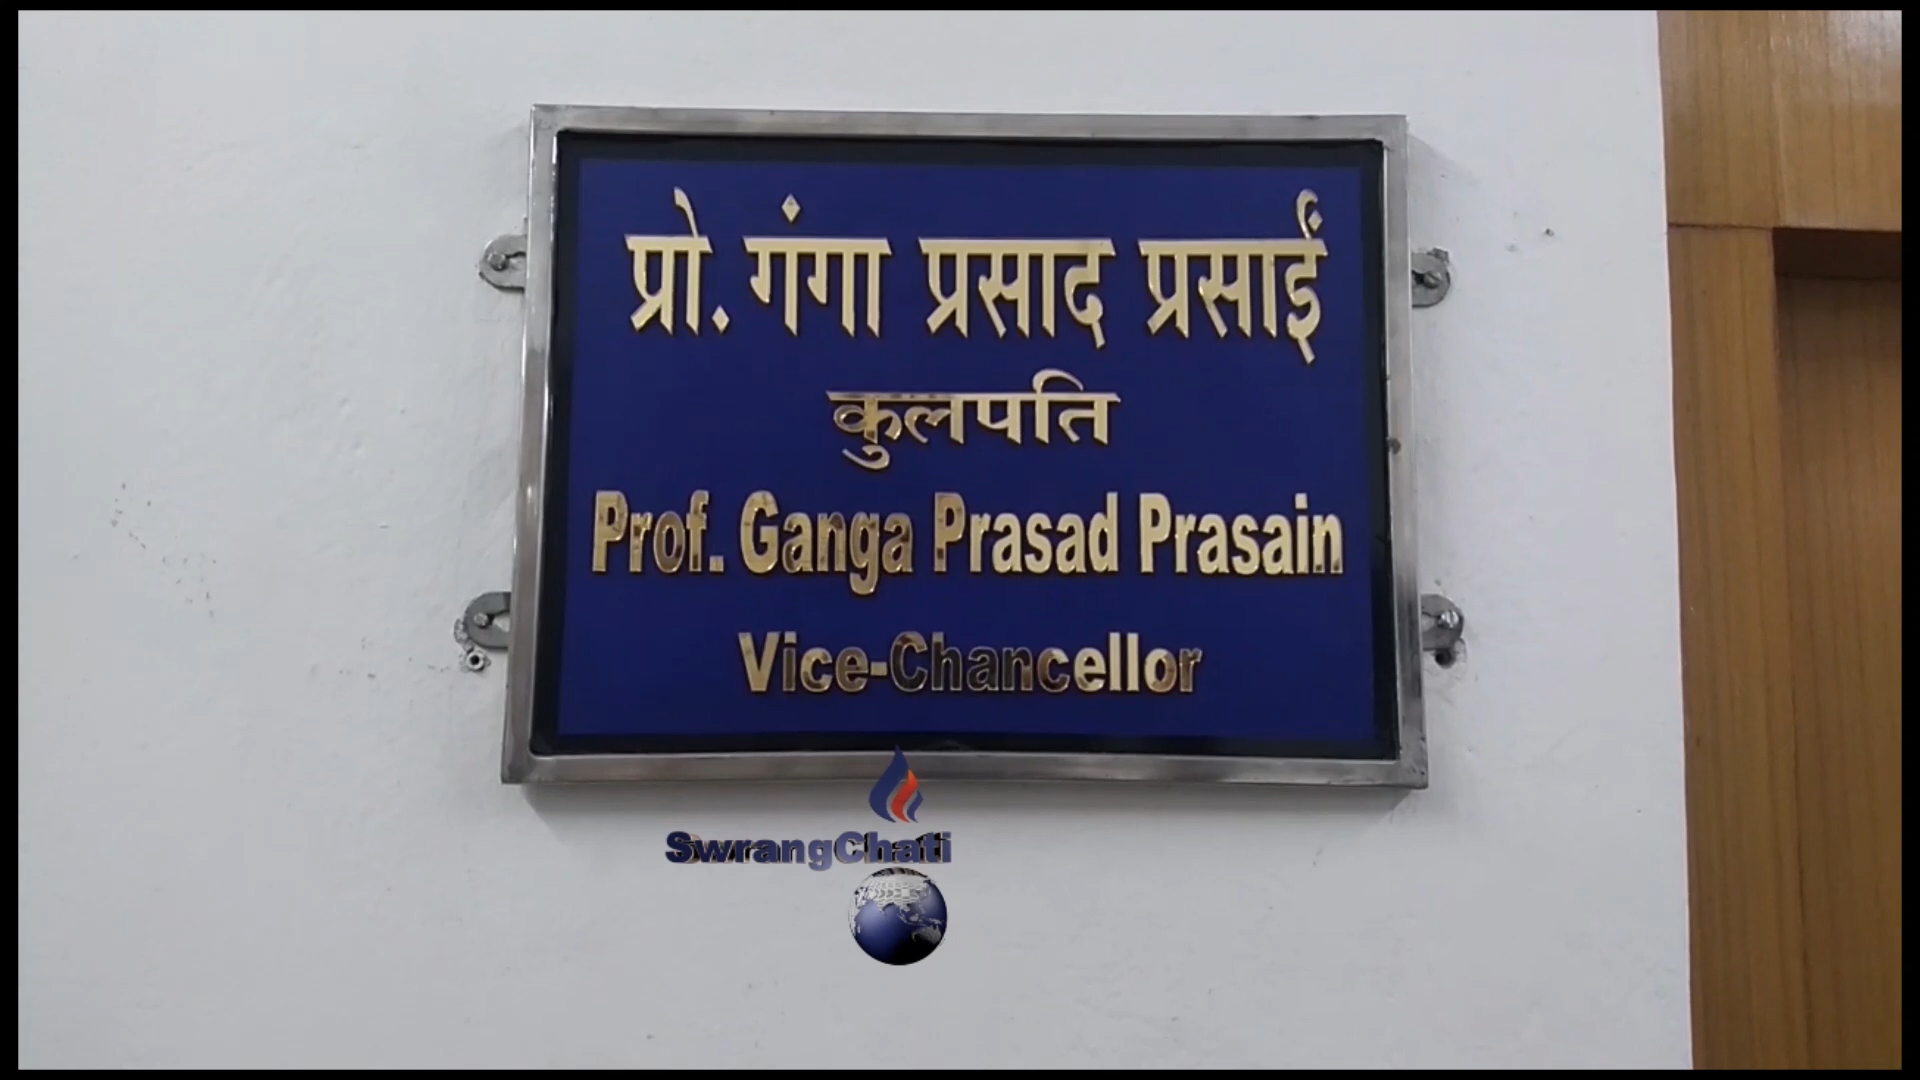 प्रो. गंगा प्रसाद प्रसाईं
कुलपति
Prof. Ganga Prasad Prasain
Vice-Chancellor
SwrangChati